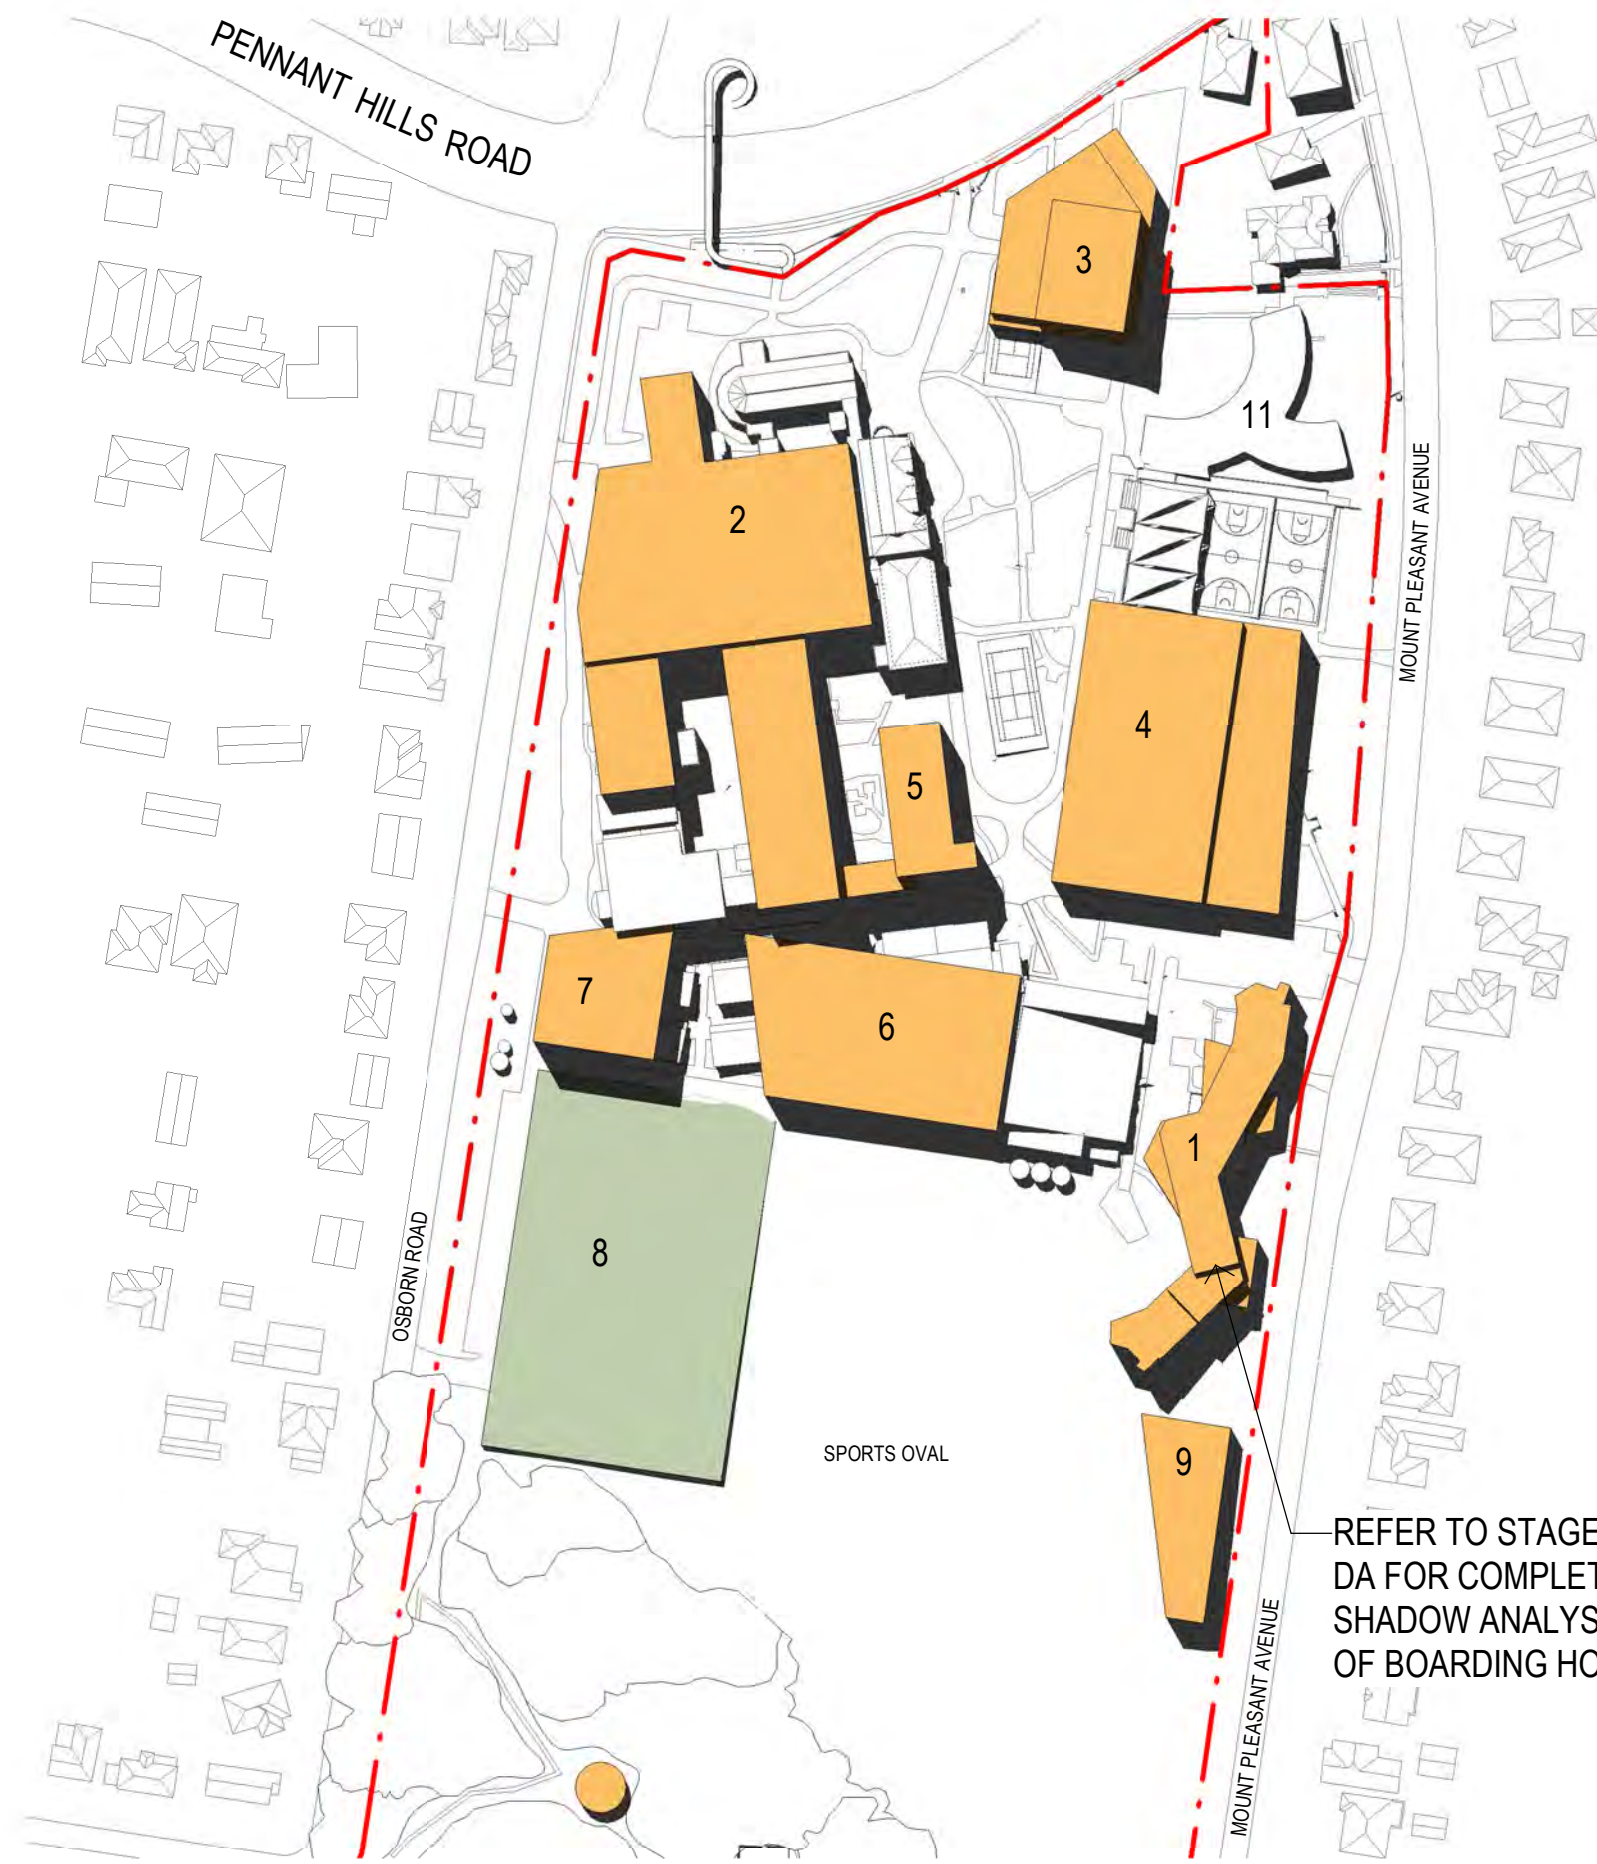 PENNANT HILLS ROAD
3
11
2
MOUNT PLEASANT AVENUE
4
5
7
6
1
8
OSBORN ROAD
SPORTS OVAL
9
REFER TO STAGE
DA FOR COMPLET
SHADOW ANALYS
OF BOARDING HO
MOUNT PLEASANT AVENUE